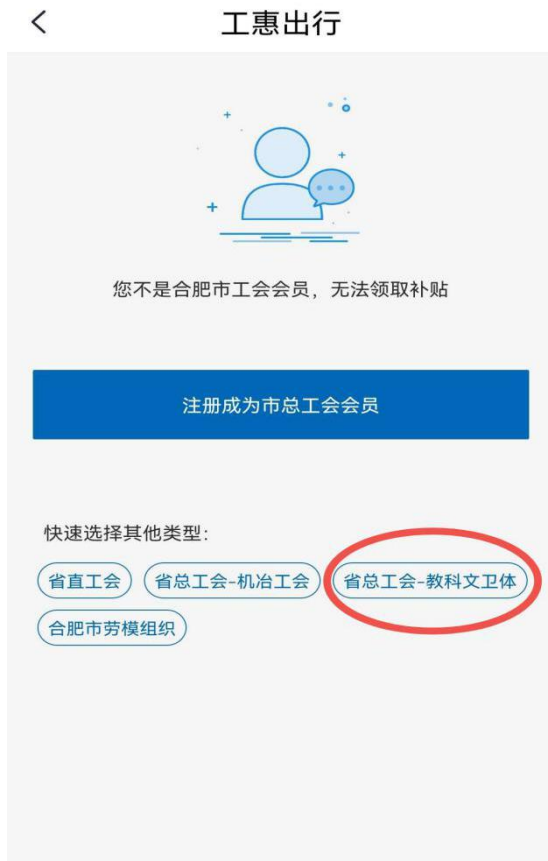 工惠出行
您不是合肥市工会会员，无法领取补贴
注册成为市总工会会员
快速选择其他类型：
省直工会 省总工会-机冶工会 省总工会-教科文卫体
合肥市劳模组织